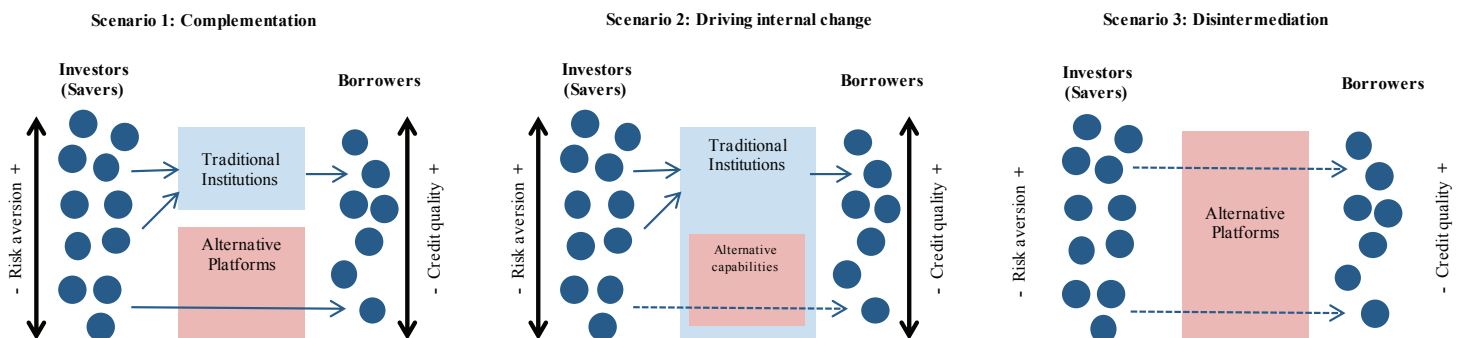 Scenario 1: Complementation
Investors
(Savers)
Borrowers
- Risk aversion +
Traditional
Institutions
Alternative
Platforms
- Credit quality +
Scenario 2: Driving internal change
Investors
(Savers)
Borrowers
- Risk aversion +
Traditional
Institutions
Alternative
capabilities
- Credit quality +
Scenario 3: Disintermediation
Investors
(Savers)
Borrowers
- Risk aversion +
Alternative
Platforms
- Credit quality +